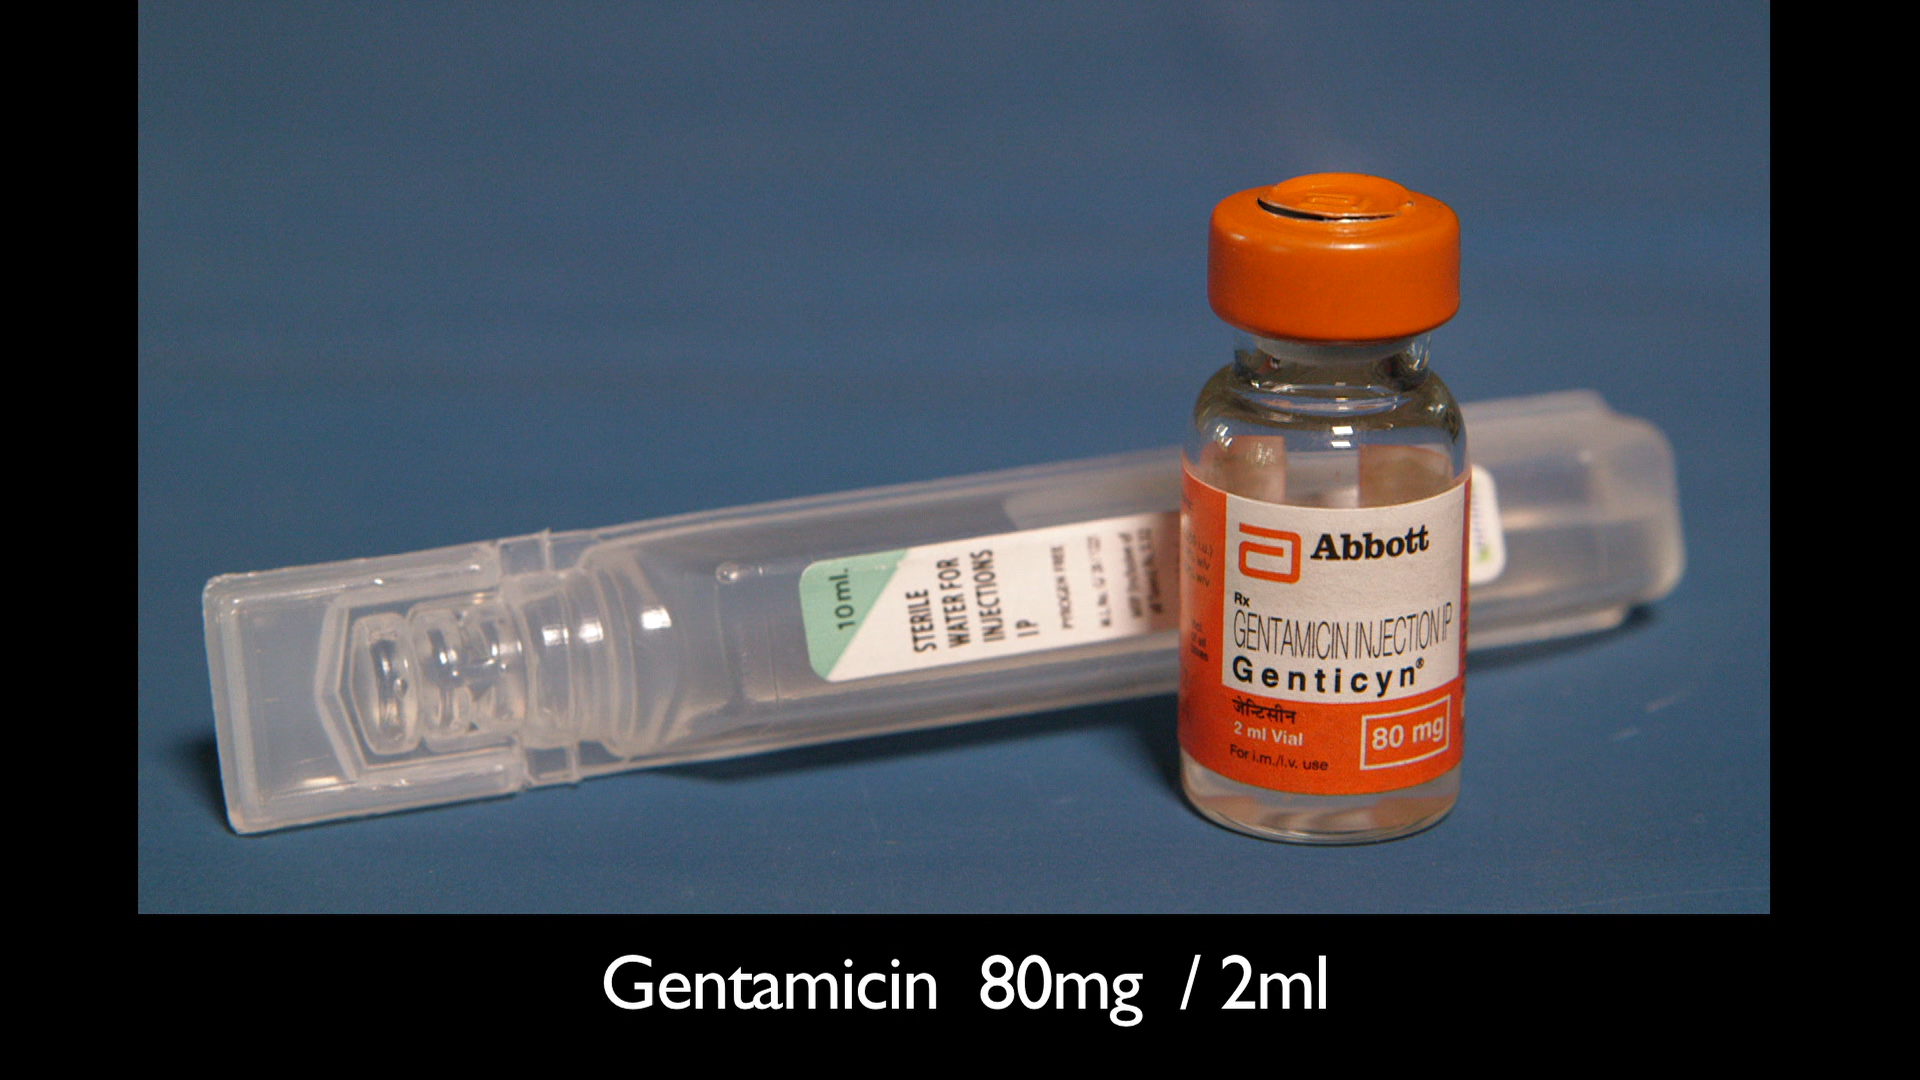 10 ml.
STERILE
WATER FOR
INJECTIONS
IP
PYROGEN FREE
Abbott
Rx
GENTAMICIN INJECTION IP
Genticyn®
जेन्टिसीन
2 ml Vial
80 mg
For i.m./i.v. use
Gentamicin 80mg / 2ml